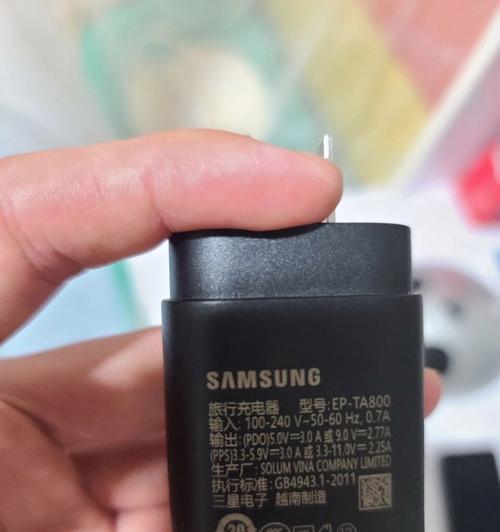 SAMSUNG
旅行充电器 型号:EP-TA800
输入: 100-240 V~50-60 Hz, 0.7A
输出: (PDO)5.0V⎓3.0 A 或 9.0V⎓2.77A
(PPS)3.3-5.9V⎓3.0 A 或 3.3-11.0V⎓2.25A
生产厂: SOLUM VINA COMPANY LIMITED
执行标准: GB4943.1-2011
三星电子 越南制造
20